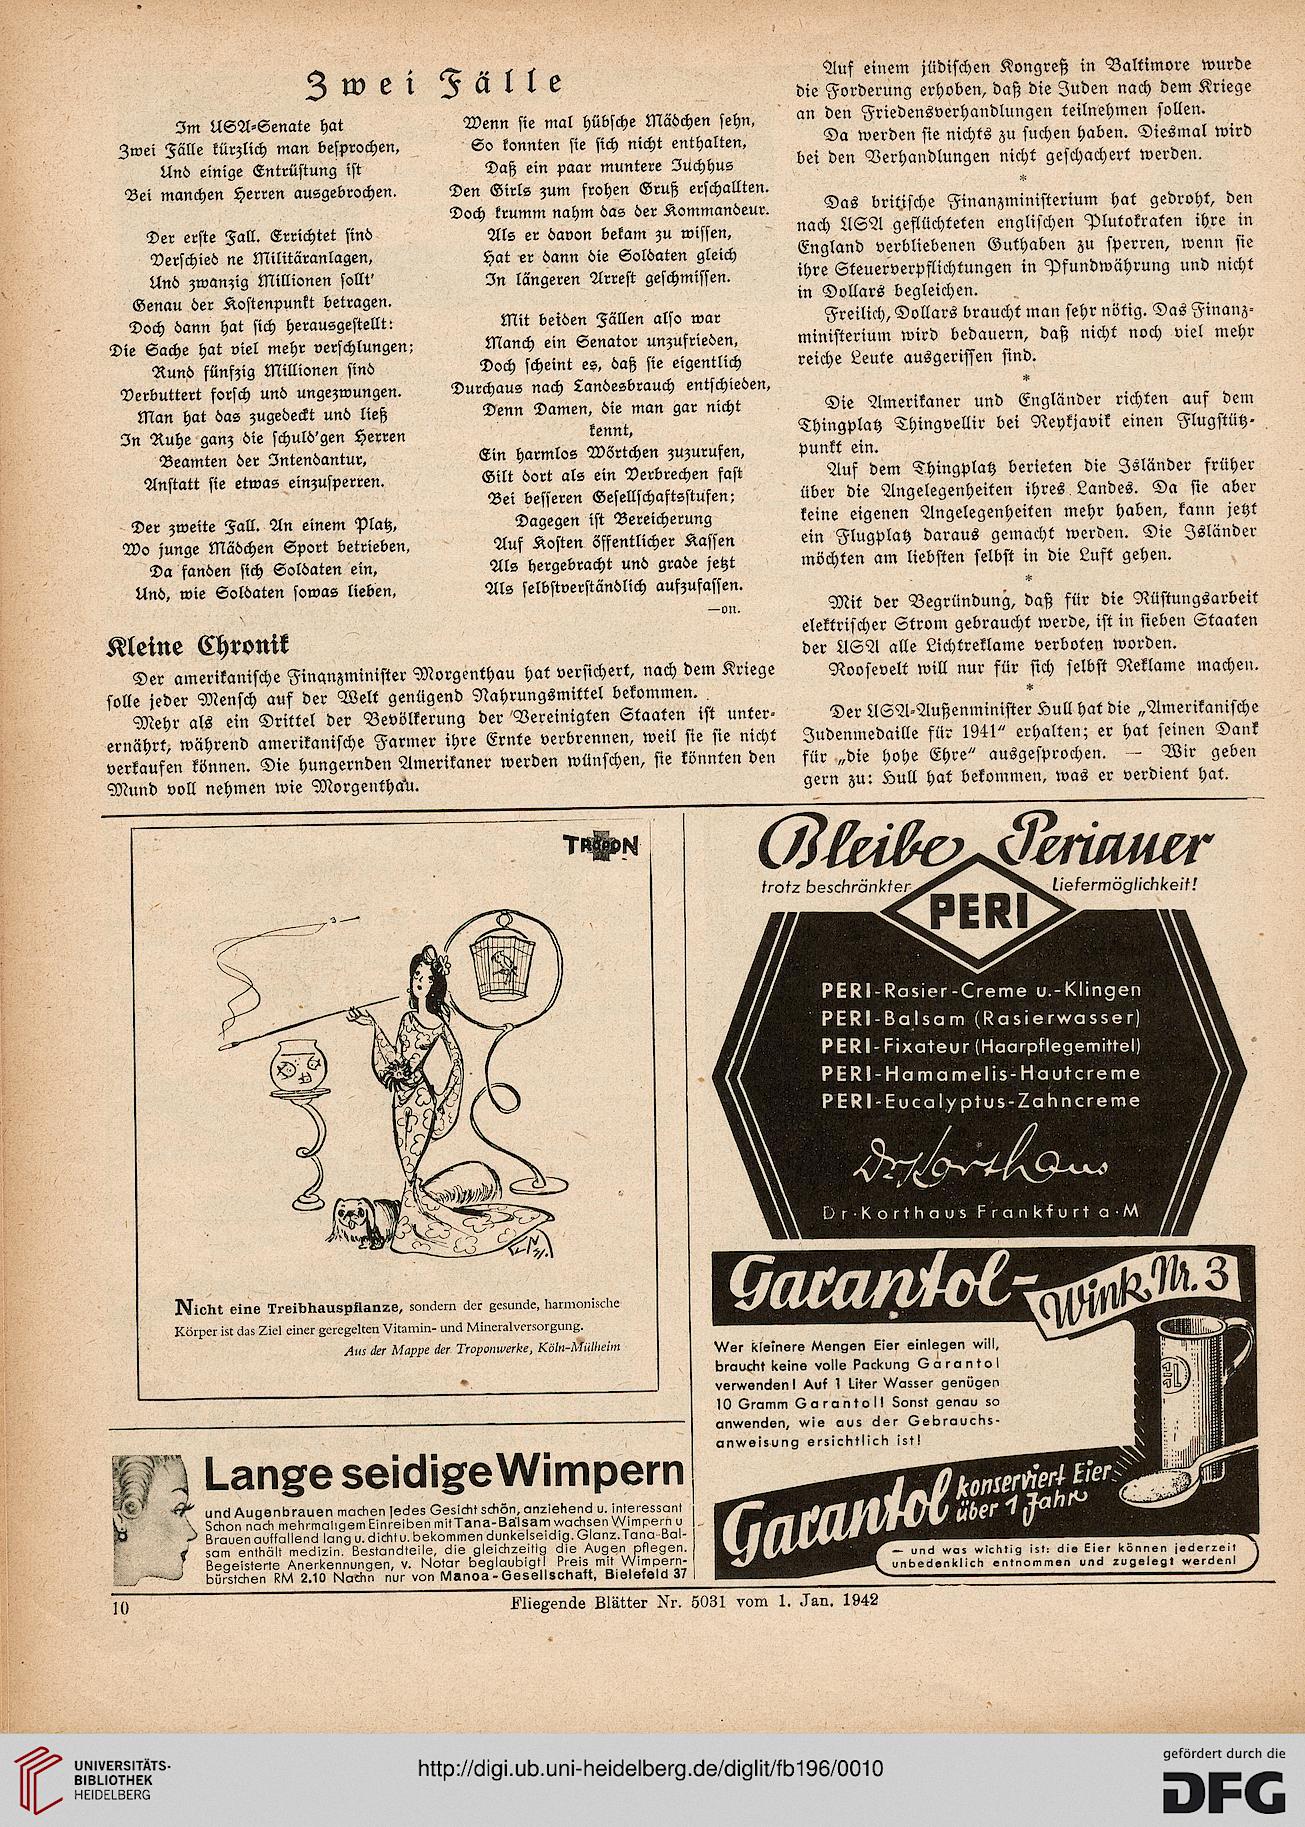 Zwei Fälle
Im USA-Senate hat
Zwei Fälle kürzlich man besprochen,
Und einige Entrüstung ist
Bei manchen Herren ausgebrochen.
Der erste Fall. Errichtet sind
Verschied ne Militäranlagen,
Und zwanzig Millionen sollt'
Genau der Kostenpunkt betragen.
Doch dann hat sich herausgestellt:
Die Sache hat viel mehr verschlungen;
Rund fünfzig Millionen sind
Verbuttert forsch und ungezwungen.
Man hat das zugedeckt und ließ
In Ruhe ganz die schuld'gen Herren
Beamten der Intendantur,
Anstatt sie etwas einzusperren.
Der zweite Fall. An einem Platz,
Wo junge Mädchen Sport betrieben,
Da fanden sich Soldaten ein,
Und, wie Soldaten sowas lieben,
Wenn sie mal hübsche Mädchen sehn,
So konnten sie sich nicht enthalten,
Daß ein paar muntere Juchhus
Den Girls zum frohen Gruß erschallten.
Doch krumm nahm das der Kommandeur.
Als er davon bekam zu wissen,
Hat er dann die Soldaten gleich
In längeren Arrest geschmissen.
Mit beiden Fällen also war
Manch ein Senator unzufrieden,
Doch scheint es, daß sie eigentlich
Durchaus nach Landesbrauch entschieden,
Denn Damen, die man gar nicht
kennt,
Ein harmlos Wörtchen zuzurufen,
Gilt dort als ein Verbrechen fast
Bei besseren Gesellschaftsstufen;
Dagegen ist Bereicherung
Auf Kosten öffentlicher Kassen
Als hergebracht und grade jetzt
Als selbstverständlich aufzufassen.
—on.
Kleine Chronik
Der amerikanische Finanzminister Morgenthau hat versichert, nach dem Kriege
solle jeder Mensch auf der Welt genügend Nahrungsmittel bekommen.
Mehr als ein Drittel der Bevölkerung der Vereinigten Staaten ist unter-
ernährt, während amerikanische Farmer ihre Ernte verbrennen, weil sie sie nicht
verkaufen können. Die hungernden Amerikaner werden wünschen, sie könnten den
Mund voll nehmen wie Morgenthau.
Auf einem jüdischen Kongreß in Baltimore wurde
die Forderung erhoben, daß die Juden nach dem Kriege
an den Friedensverhandlungen teilnehmen sollen.
Da werden sie nichts zu suchen haben. Diesmal wird
bei den Verhandlungen nicht geschachert werden.
*
Das britische Finanzministerium hat gedroht, den
nach USA geflüchteten englischen Plutokraten ihre in
England verbliebenen Guthaben zu sperren, wenn sie
ihre Steuerverpflichtungen in Pfundwährung und nicht
in Dollars begleichen.
Freilich, Dollars braucht man sehr nötig. Das Finanz-
ministerium wird bedauern, daß nicht noch viel mehr
reiche Leute ausgerissen sind.
*
Die Amerikaner und Engländer richten auf dem
Thingplatz Thingvellir bei Reykjavik einen Flugstütz-
punkt ein.
Auf dem Thingplatz berieten die Isländer früher
über die Angelegenheiten ihres Landes. Da sie aber
keine eigenen Angelegenheiten mehr haben, kann jetzt
ein Flugplatz daraus gemacht werden. Die Isländer
möchten am liebsten selbst in die Luft gehen.
*
Mit der Begründung, daß für die Rüstungsarbeit
elektrischer Strom gebraucht werde, ist in sieben Staaten
der USA alle Lichtreklame verboten worden.
Roosevelt will nur für sich selbst Reklame machen.
*
Der USA-Außenminister Hull hat die „Amerikanische
Judenmedaille für 1941“ erhalten; er hat seinen Dank
für „die hohe Ehre“ ausgesprochen. — Wir geben
gern zu: Hull hat bekommen, was er verdient hat.
TROPON
Nicht eine Treibhauspflanze, sondern der gesunde, harmonische
Körper ist das Ziel einer geregelten Vitamin- und Mineralversorgung.
Aus der Mappe der Troponwerke, Köln-Mülheim
Lange seidige Wimpern
und Augenbrauen machen jedes Gesicht schön, anziehend u. interessant
Schon nach mehrmaligem Einreiben mit Tana-Balsam wachsen Wimpern u
Brauen auffallend lang u. dicht u. bekommen dunkelseidig. Glanz. Tana-Bal-
sam enthält medizin. Bestandteile, die gleichzeitig die Augen pflegen.
Begeisterte Anerkennungen, v. Notar beglaubigt! Preis mit Wimpern-
bürstchen RM 2.10 Nachn nur von Manoa-Gesellschaft, Bielefeld 37
Bleibe Perianer
trotz beschränkter Liefermöglichkeit!
PERI
PERI-Rasier-Creme u.-Klingen
PERI-Balsam (Rasierwasser)
PERI-Fixateur (Haarpflegemittel)
PERI-Hamamelis-Hautcreme
PERI-Eucalyptus-Zahncreme
Dr Korthaus
Dr·Korthaus Frankfurt a·M
Garantol-Wink Nr. 3
Wer kleinere Mengen Eier einlegen will,
braucht keine volle Packung Garantol
verwenden! Auf 1 Liter Wasser genügen
10 Gramm Garantol! Sonst genau so
anwenden, wie aus der Gebrauchs-
anweisung ersichtlich ist!
Garantol konserviert Eier
über 1 Jahr
— und was wichtig ist: die Eier können jederzeit
unbedenklich entnommen und zugelegt werden!
10
Fliegende Blätter Nr. 5031 vom 1. Jan. 1942
UNIVERSITÄTS-
BIBLIOTHEK
HEIDELBERG
http://digi.ub.uni-heidelberg.de/diglit/fb196/0010
gefördert durch die
DFG